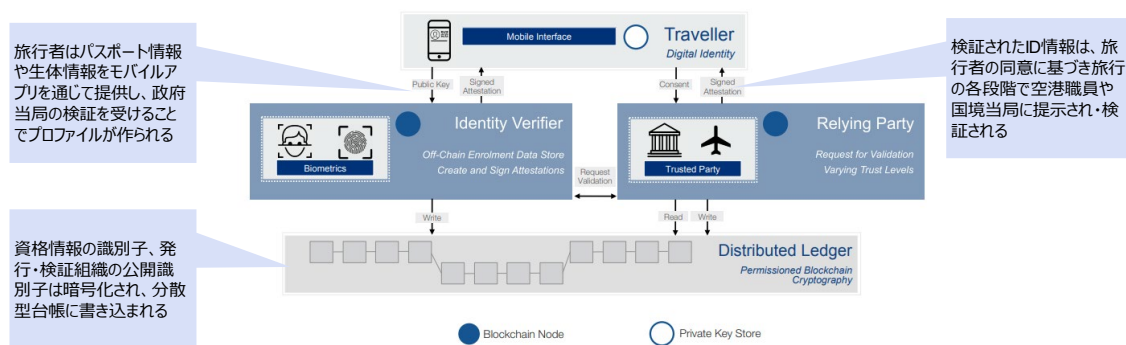 旅行者はパスポート情報
や生体情報をモバイルア
プリを通じて提供し、政府
当局の検証を受けること
でプロファイルが作られる
Mobile Interface
Traveller
Digital Identity
検証されたID情報は、旅
行者の同意に基づき旅行
の各段階で空港職員や
国境当局に提示され・検
証される
Public Key
Signed
Attestation
Consent
Signed
Attestation
Identity Verifier
Off-Chain Enrolment Data Store
Create and Sign Attestations
Biometrics
Request
Validation
Relying Party
Request for Validation
Varying Trust Levels
Trusted Party
Write
Read
Write
資格情報の識別子、発
行・検証組織の公開識
別子は暗号化され、分散
型台帳に書き込まれる
Distributed Ledger
Permissioned Blockchain
Cryptography
Blockchain Node
Private Key Store